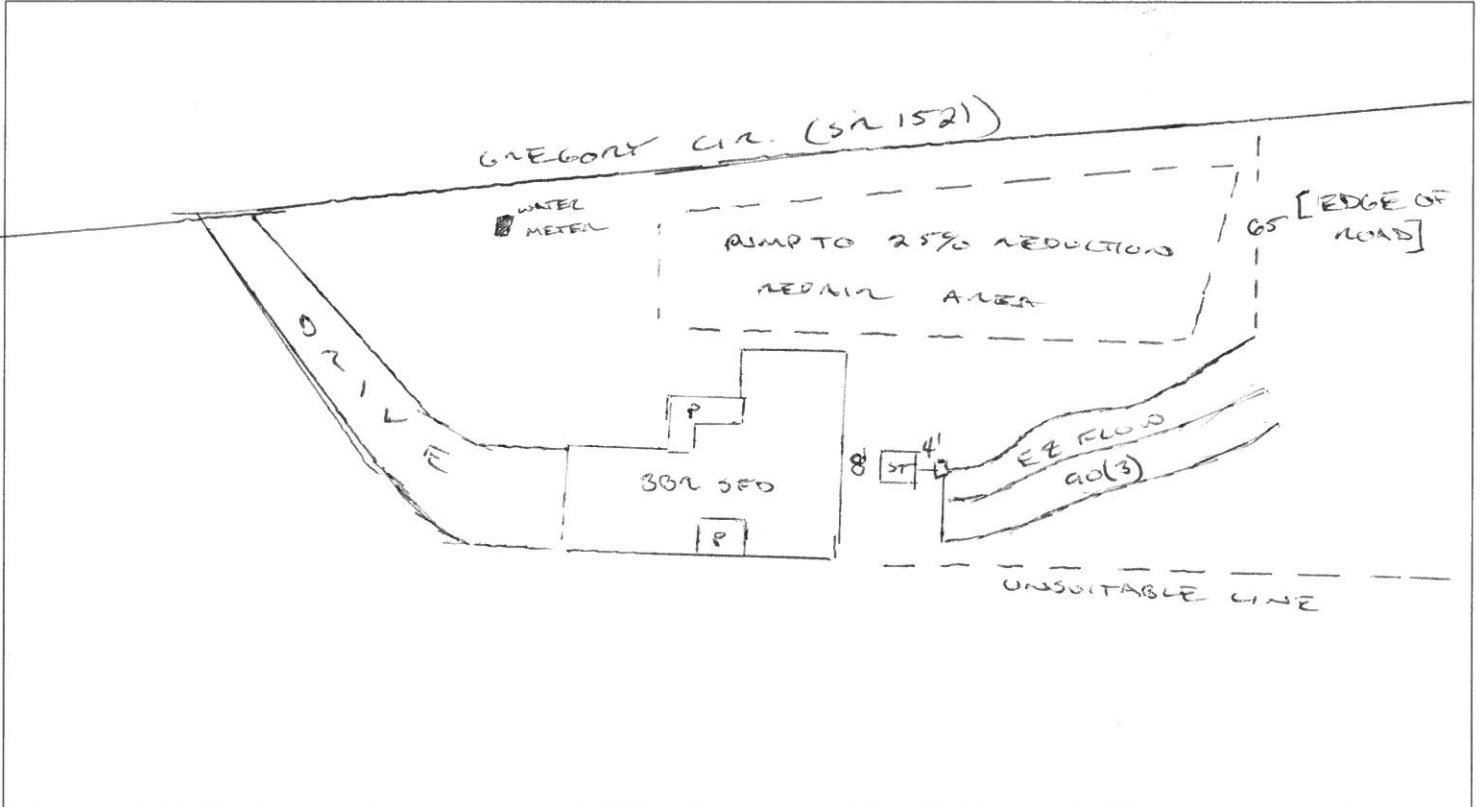 GREGORY CIR. (SR 1521)
WATER
METER
PUMP TO 25% REDUCTION
REPAIR AREA
65
[EDGE OF
ROAD]
DRIVE
P
3BR SFD
P
8'
ST
4'
EZ FLOW
90(3)
UNSUITABLE LINE